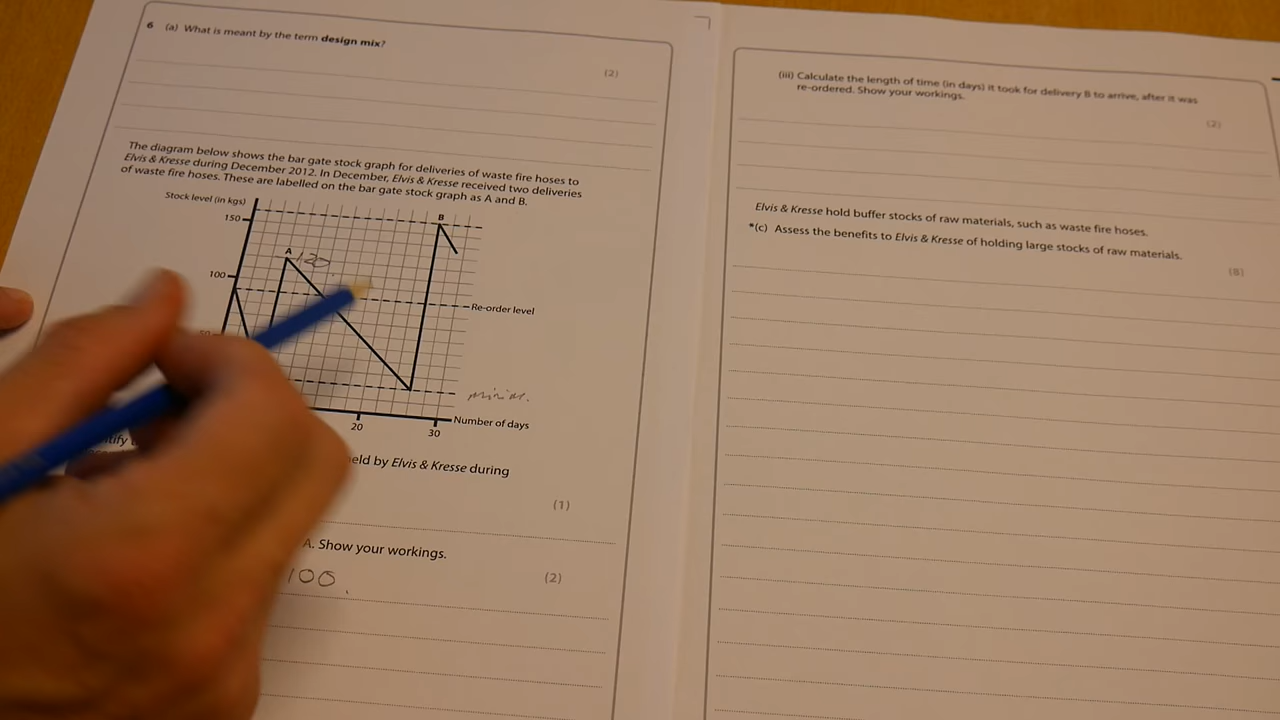 6 (a) What is meant by the term design mix?
(2)
The diagram below shows the bar gate stock graph for deliveries of waste fire hoses to
Elvis & Kresse during December 2012. In December, Elvis & Kresse received two deliveries
of waste fire hoses. These are labelled on the bar gate stock graph as A and B.
Stock level (in kgs)
150
B
A
120
100
Re-order level
50
Number of days
20
30
held by Elvis & Kresse during
(1)
A. Show your workings.
(2)
100
(iii) Calculate the length of time (in days) it took for delivery B to arrive, after it was
re-ordered. Show your workings.
(2)
Elvis & Kresse hold buffer stocks of raw materials, such as waste fire hoses.
*(c) Assess the benefits to Elvis & Kresse of holding large stocks of raw materials.
(8)